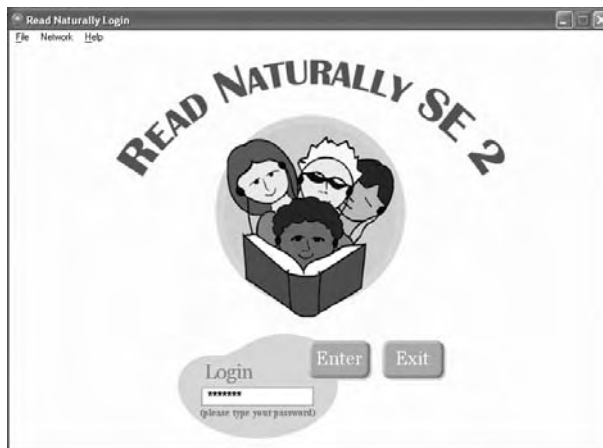 Read Naturally Login
File Network Help
READ NATURALLY SE 2
Login
*******
(please type your password)
Enter
Exit